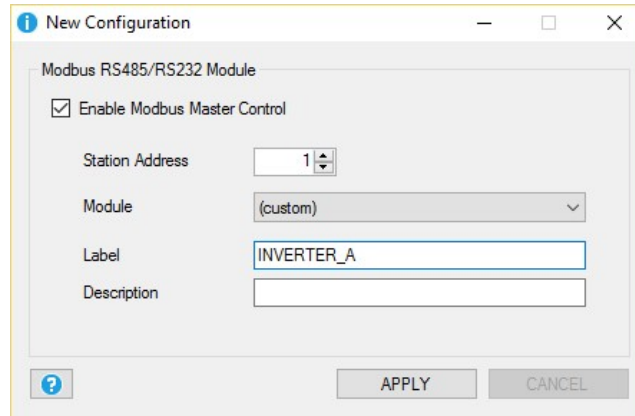 New Configuration
Modbus RS485/RS232 Module
Enable Modbus Master Control
Station Address 1
Module (custom)
Label INVERTER_A
Description
APPLY CANCEL